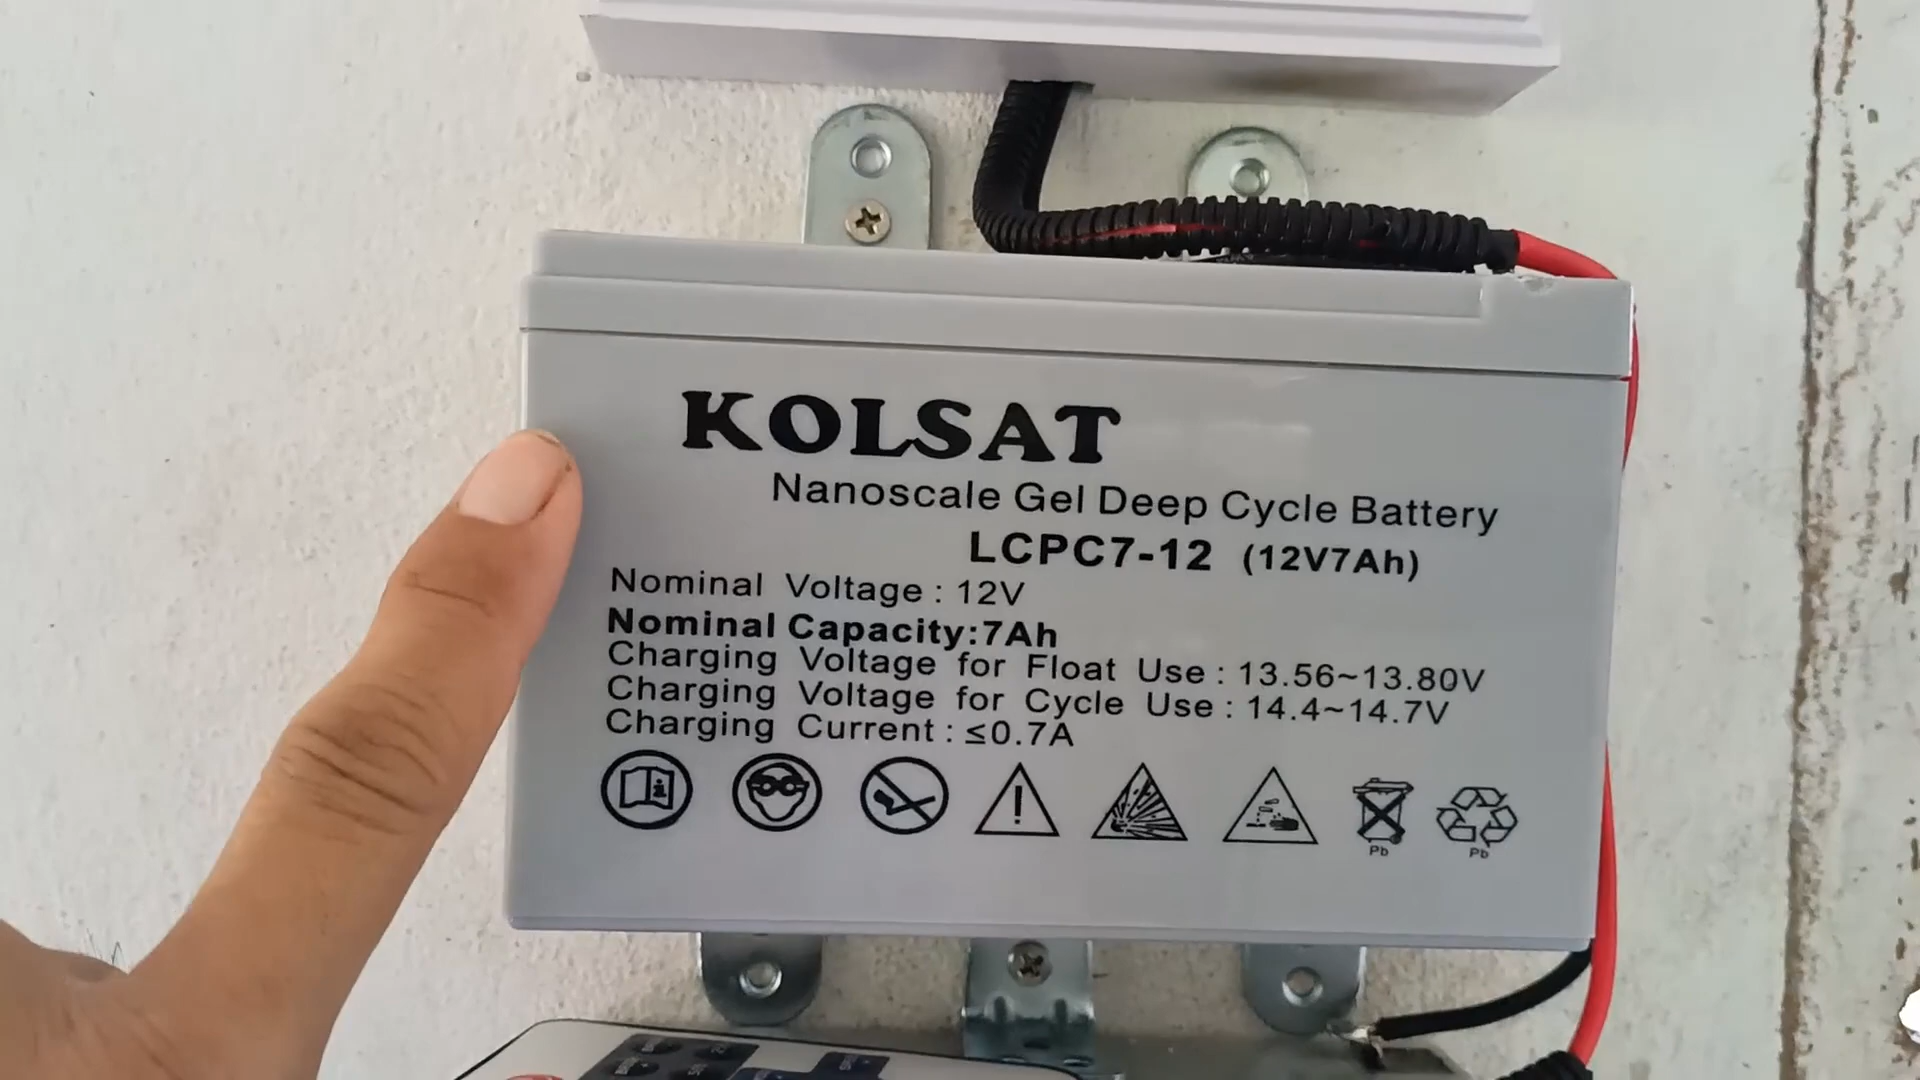 KOLSAT
Nanoscale Gel Deep Cycle Battery
LCPC7-12 (12V7Ah)
Nominal Voltage : 12V
Nominal Capacity:7Ah
Charging Voltage for Float Use : 13.56~13.80V
Charging Voltage for Cycle Use : 14.4~14.7V
Charging Current : ≤0.7A
Pb Pb